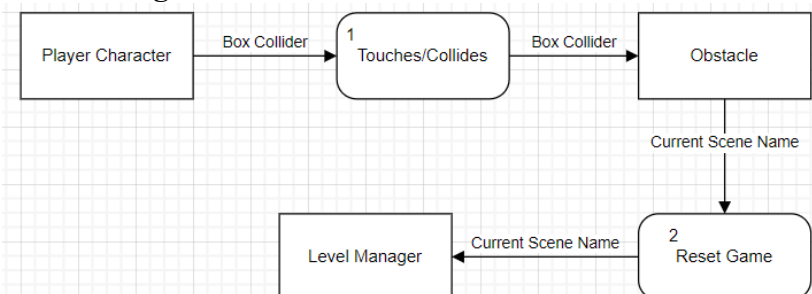 Player Character
Box Collider
1
Touches/Collides
Box Collider
Obstacle
Current Scene Name
2
Reset Game
Current Scene Name
Level Manager